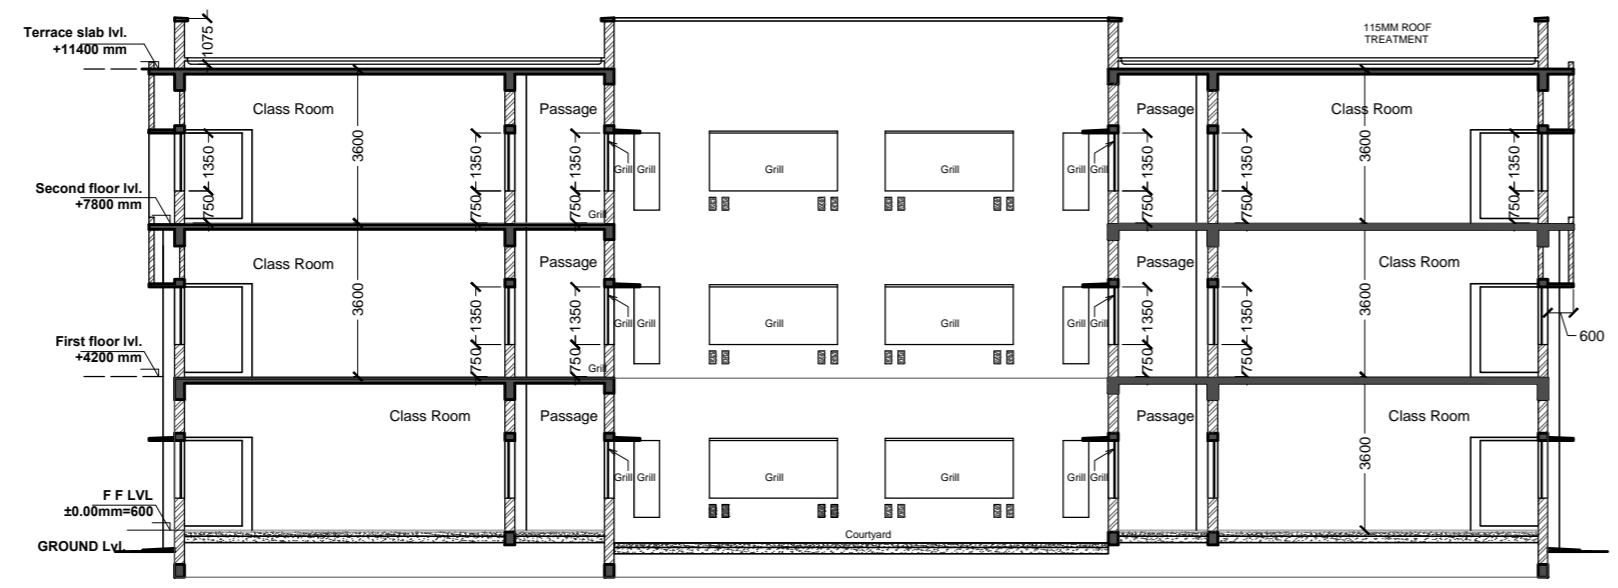 Terrace slab lvl.
+11400 mm
1075
115MM ROOF
TREATMENT
Class Room
Passage
Passage
Class Room
3600
3600
1350
1350
1350
1350
1350
1350
Grill
Grill
Grill
Grill
Grill
Grill
Second floor lvl.
+7800 mm
750
750
750
750
750
750
Grill
Class Room
Passage
Passage
Class Room
3600
1350
1350
1350
1350
Grill
Grill
Grill
Grill
Grill
Grill
600
First floor lvl.
+4200 mm
750
750
750
750
Grill
Class Room
Passage
Passage
Class Room
3600
Grill
Grill
Grill
Grill
Grill
Grill
F F LVL
±0.00mm=600
Courtyard
GROUND Lvl.